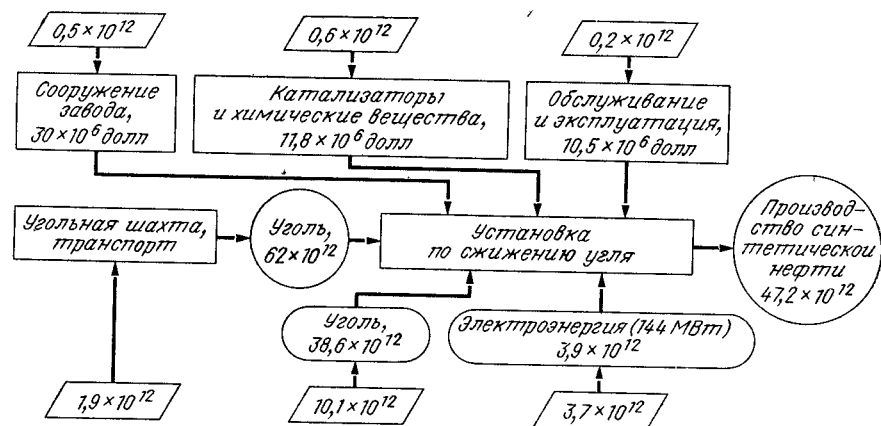 0,5 × 10¹²
0,6 × 10¹²
0,2 × 10¹²
Сооружение
завода,
30 × 10⁶ долл
Катализаторы
и химические вещества,
11,8 × 10⁶ долл
Обслуживание
и эксплуатация,
10,5 × 10⁶ долл
Угольная шахта,
транспорт
Уголь,
62 × 10¹²
Установка
по сжижению угля
Производ-
ство син-
тетической
нефти
47,2 × 10¹²
Уголь,
38,6 × 10¹²
Электроэнергия (144 МВт)
3,9 × 10¹²
1,9 × 10¹²
10,1 × 10¹²
3,7 × 10¹²